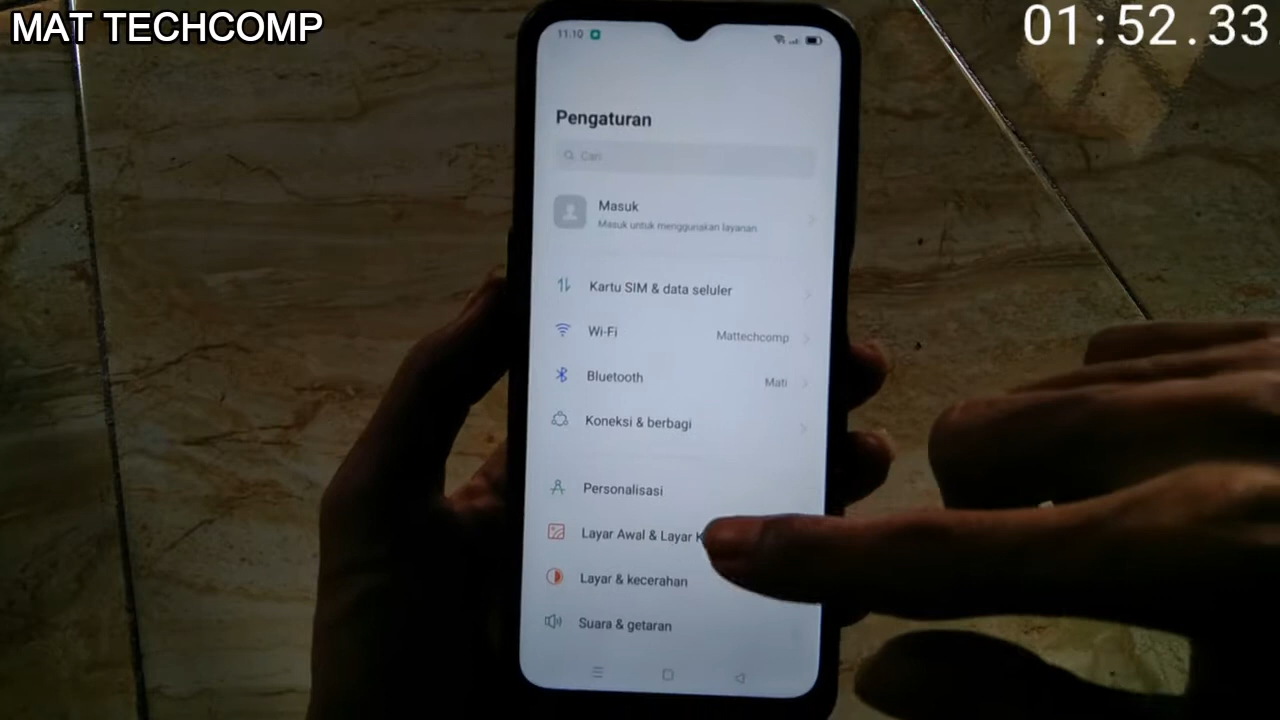 MAT TECHCOMP
01:52.33
11.10
Pengaturan
Cari
Masuk
Masuk untuk menggunakan layanan
Kartu SIM & data seluler
Wi-Fi
Mattechcomp
Bluetooth
Mati
Koneksi & berbagi
Personalisasi
Layar Awal & Layar
Layar & kecerahan
Suara & getaran